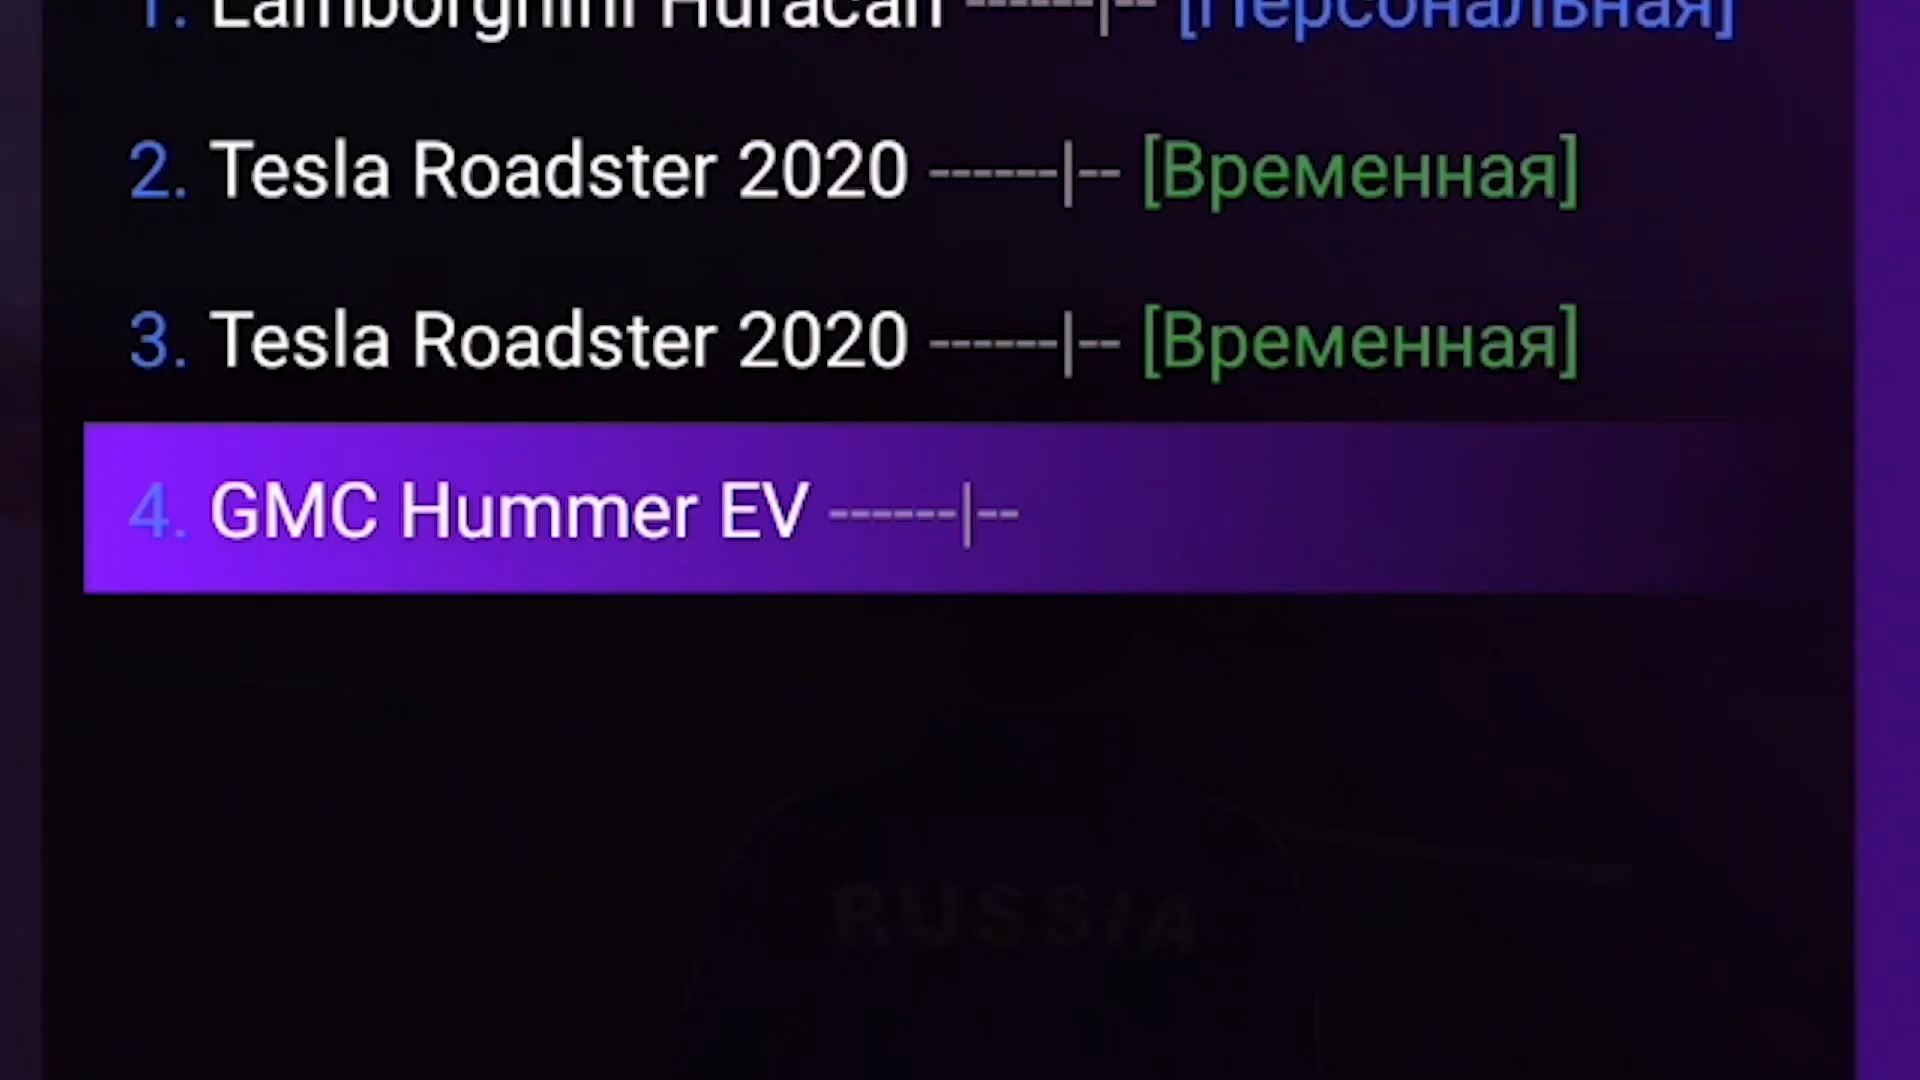 1. Lamborghini Huracan ------|-- [Персональная]
2. Tesla Roadster 2020 ------|-- [Временная]
3. Tesla Roadster 2020 ------|-- [Временная]
4. GMC Hummer EV ------|--
RUSSIA